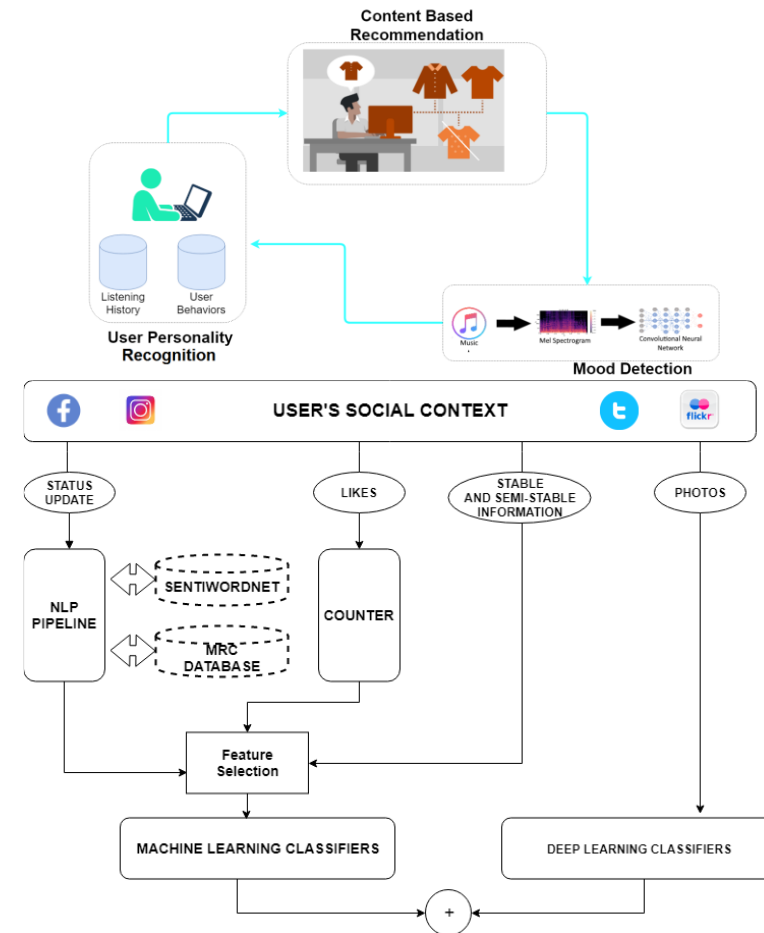 Content Based
Recommendation
Listening
History
User
Behaviors
User Personality
Recognition
Music
Mel Spectrogram
Convolutional Neural
Network
Mood Detection
USER'S SOCIAL CONTEXT
flickr
STATUS
UPDATE
LIKES
STABLE
AND SEMI-STABLE
INFORMATION
PHOTOS
NLP
PIPELINE
SENTIWORDNET
MRC
DATABASE
COUNTER
Feature
Selection
MACHINE LEARNING CLASSIFIERS
DEEP LEARNING CLASSIFIERS
+